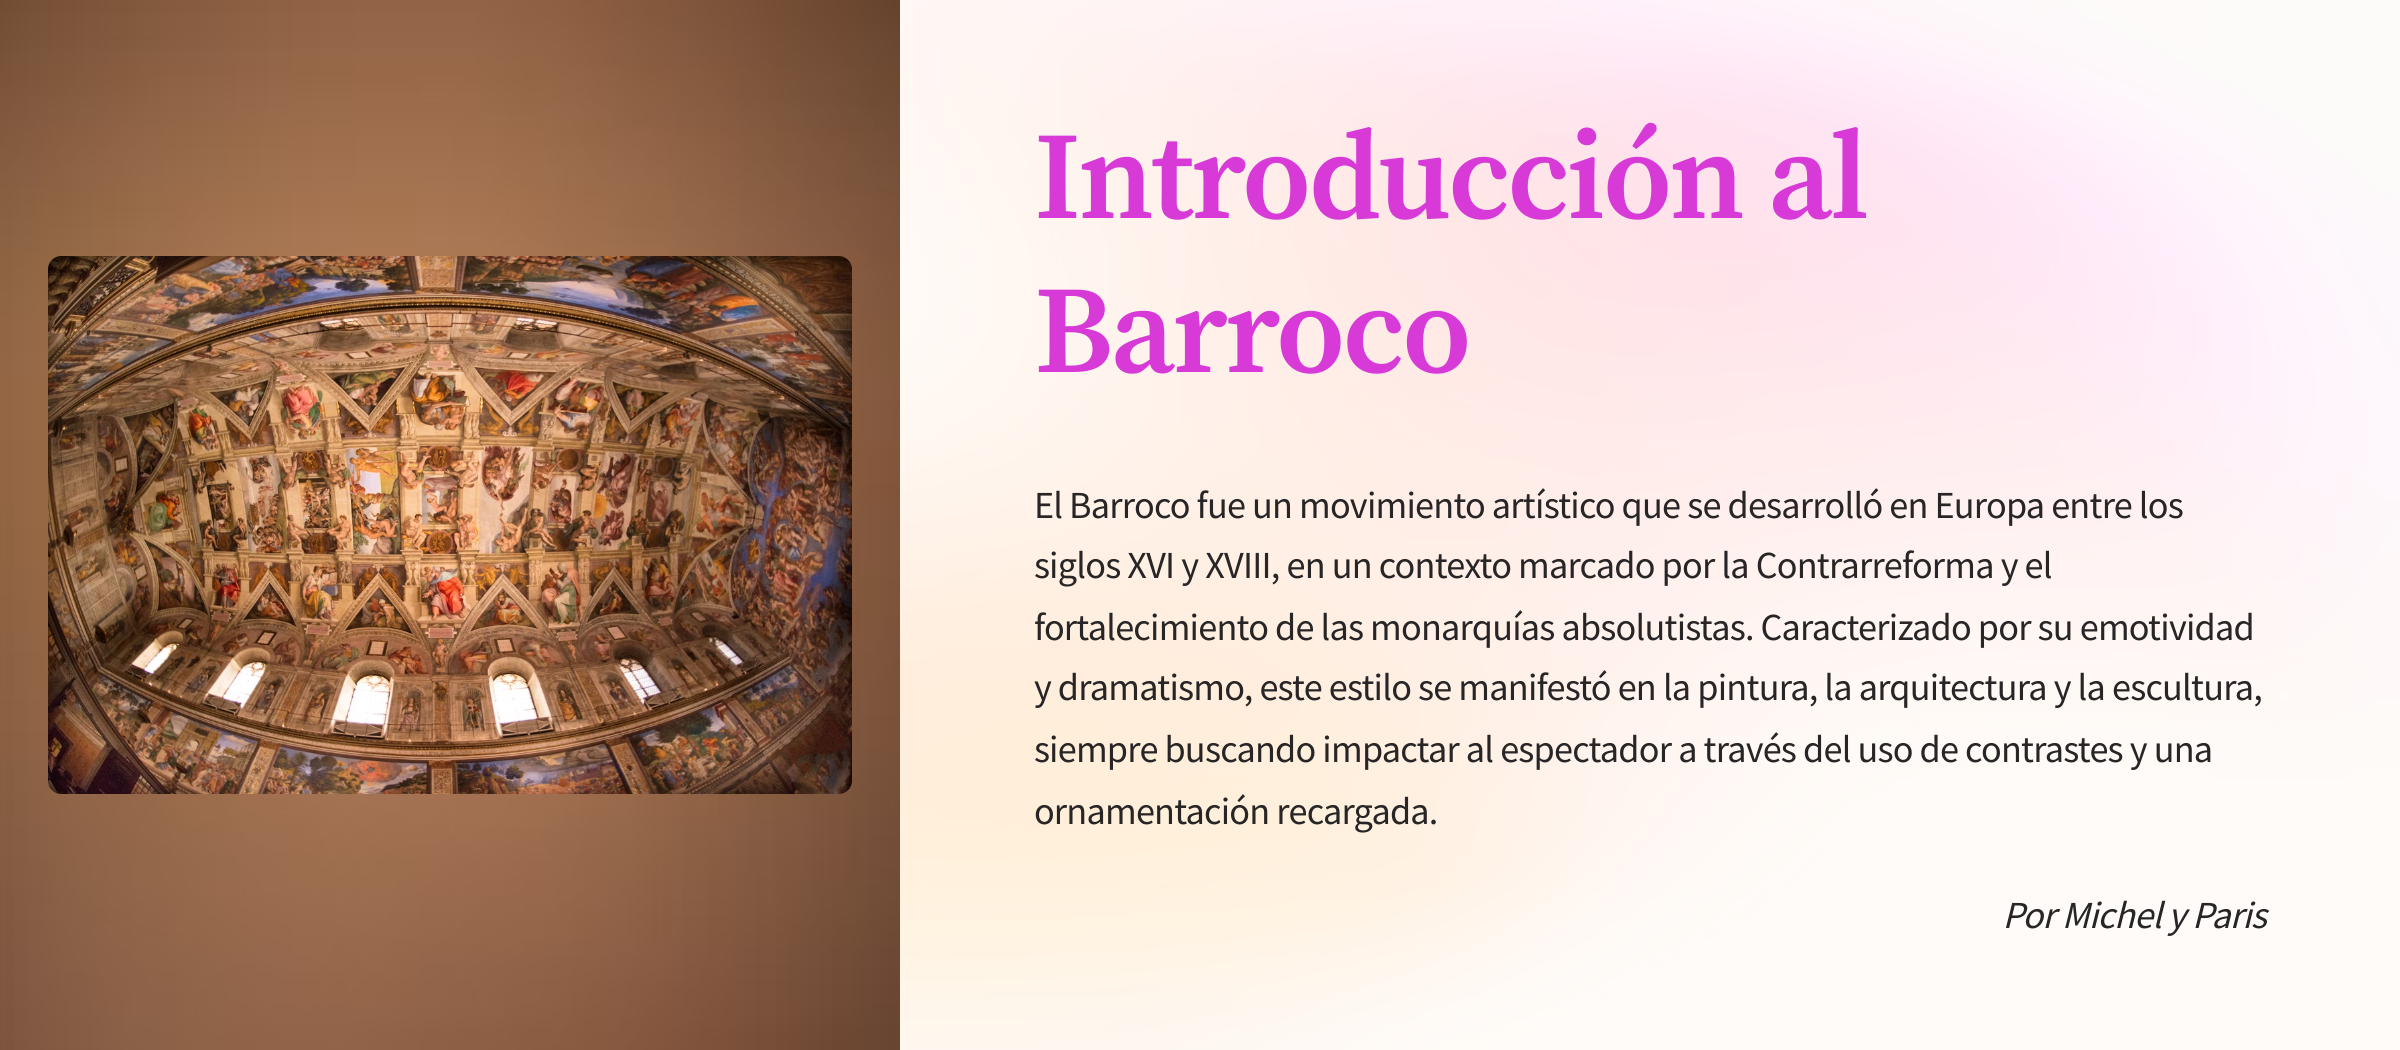 Introducción al
Barroco
El Barroco fue un movimiento artístico que se desarrolló en Europa entre los
siglos XVI y XVIII, en un contexto marcado por la Contrarreforma y el
fortalecimiento de las monarquías absolutistas. Caracterizado por su emotividad
y dramatismo, este estilo se manifestó en la pintura, la arquitectura y la escultura,
siempre buscando impactar al espectador a través del uso de contrastes y una
ornamentación recargada.
Por Michel y Paris